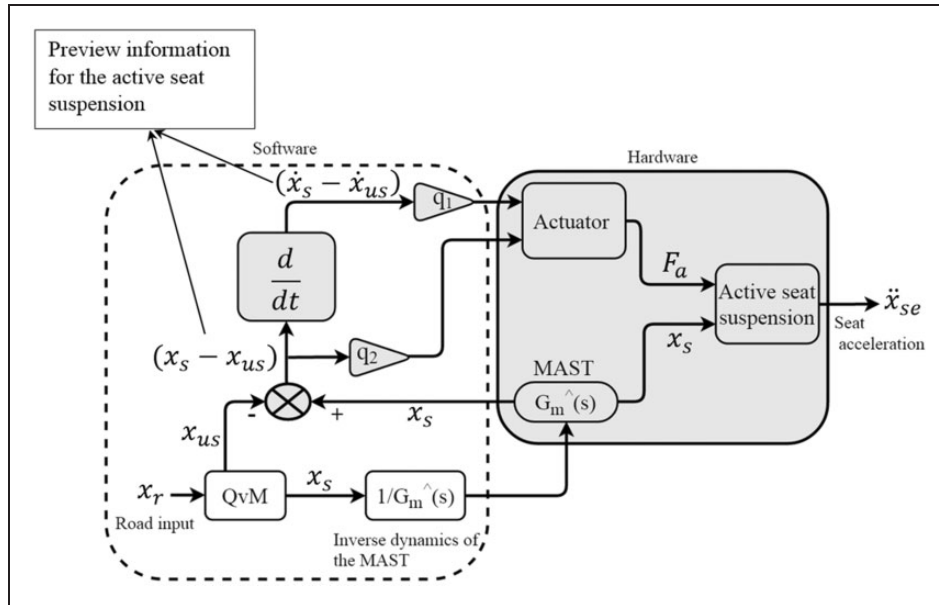 Preview information
for the active seat
suspension
Software
Hardware
(ẋₛ − ẋᵤₛ)
q₁
Actuator
d
dt
Fₐ
Active seat
suspension
ẍₛₑ
Seat
acceleration
xₛ
(xₛ − xᵤₛ)
q₂
MAST
Gₘ^(s)
-
+
xₛ
xᵤₛ
xᵣ
QvM
xₛ
1/Gₘ^(s)
Road input
Inverse dynamics of
the MAST